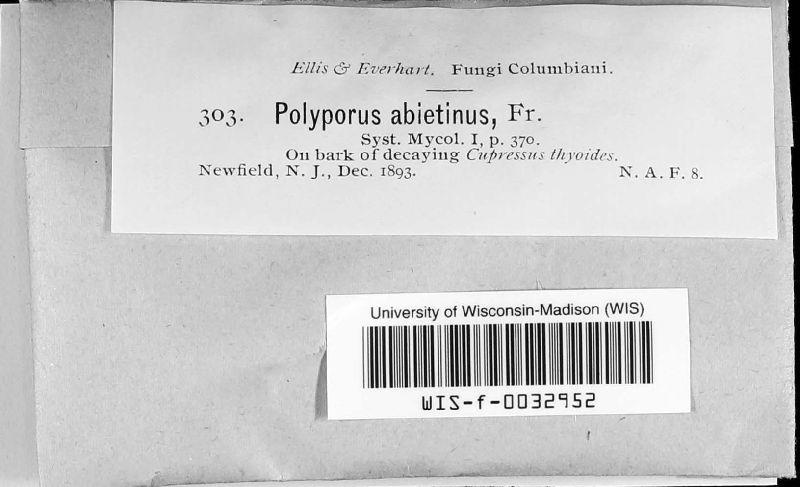 Ellis & Everhart. Fungi Columbiani.
303. Polyporus abietinus, Fr.
Syst. Mycol. I, p. 370.
On bark of decaying Cupressus thyoides.
Newfield, N. J., Dec. 1893. N. A. F. 8.
University of Wisconsin-Madison (WIS)
WIS-f-0032952